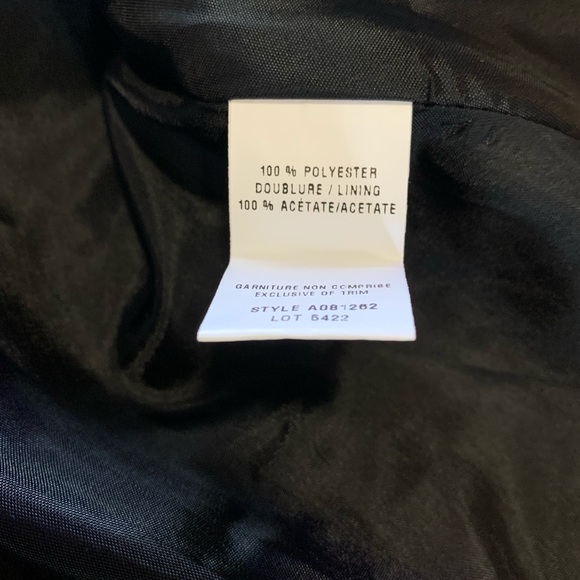 100 % POLYESTER
DOUBLURE / LINING
100 % ACÉTATE/ACETATE
GARNITURE NON COMPRISE
EXCLUSIVE OF TRIM
STYLE A081262
LOT 5422